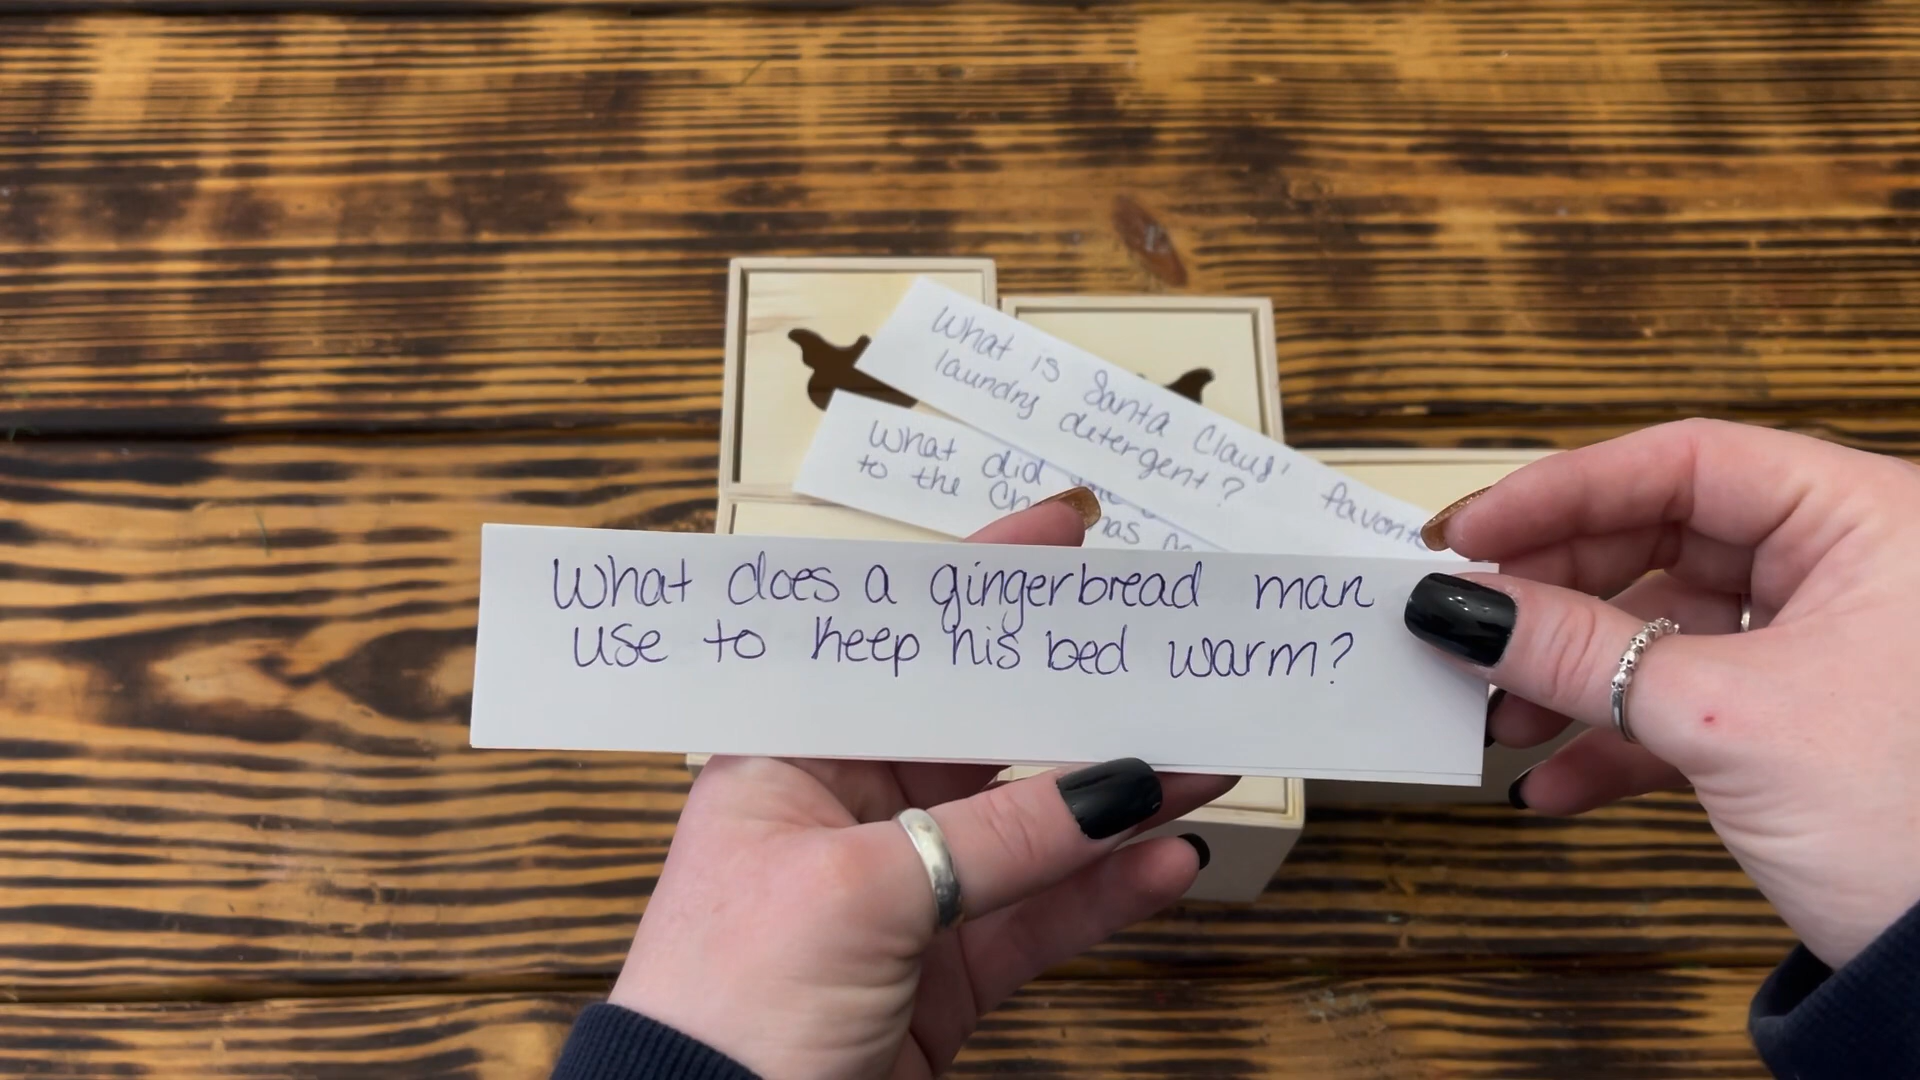 What is Santa Claus' favorite
laundry detergent?
What did
to the
What does a gingerbread man
use to keep his bed warm?